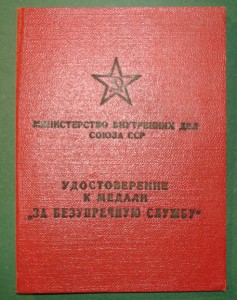 МИНИСТЕРСТВО ВНУТРЕННИХ ДЕЛ
СОЮЗА ССР
УДОСТОВЕРЕНИЕ
К МЕДАЛИ
„ЗА БЕЗУПРЕЧНУЮ СЛУЖБУ“